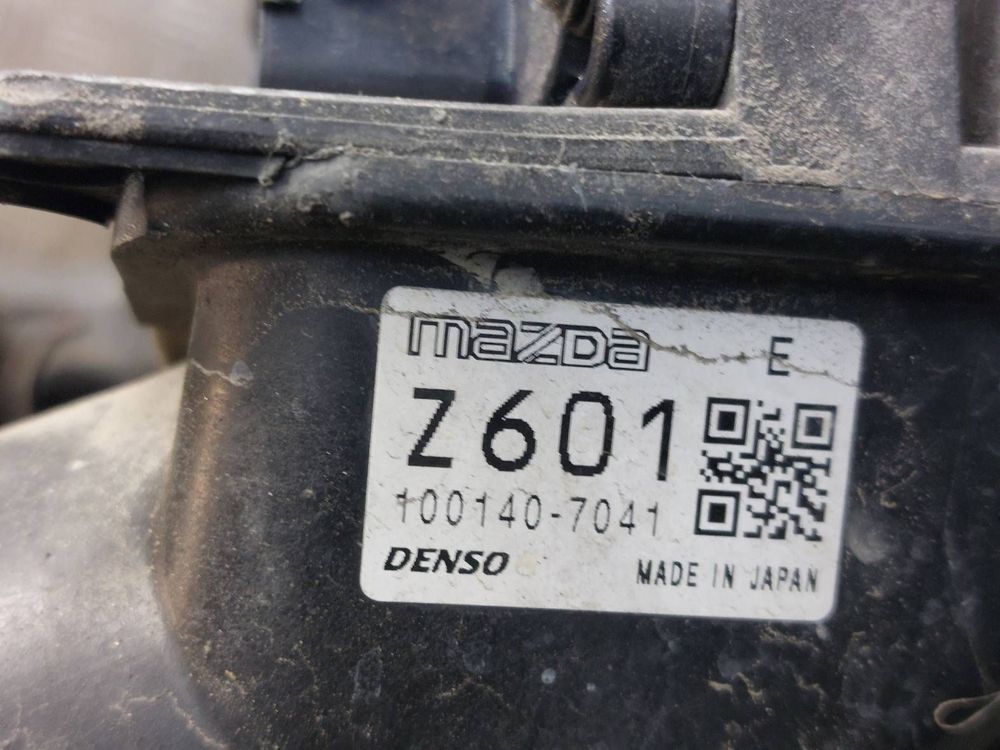 mazda E
Z601
100140-7041
DENSO MADE IN JAPAN